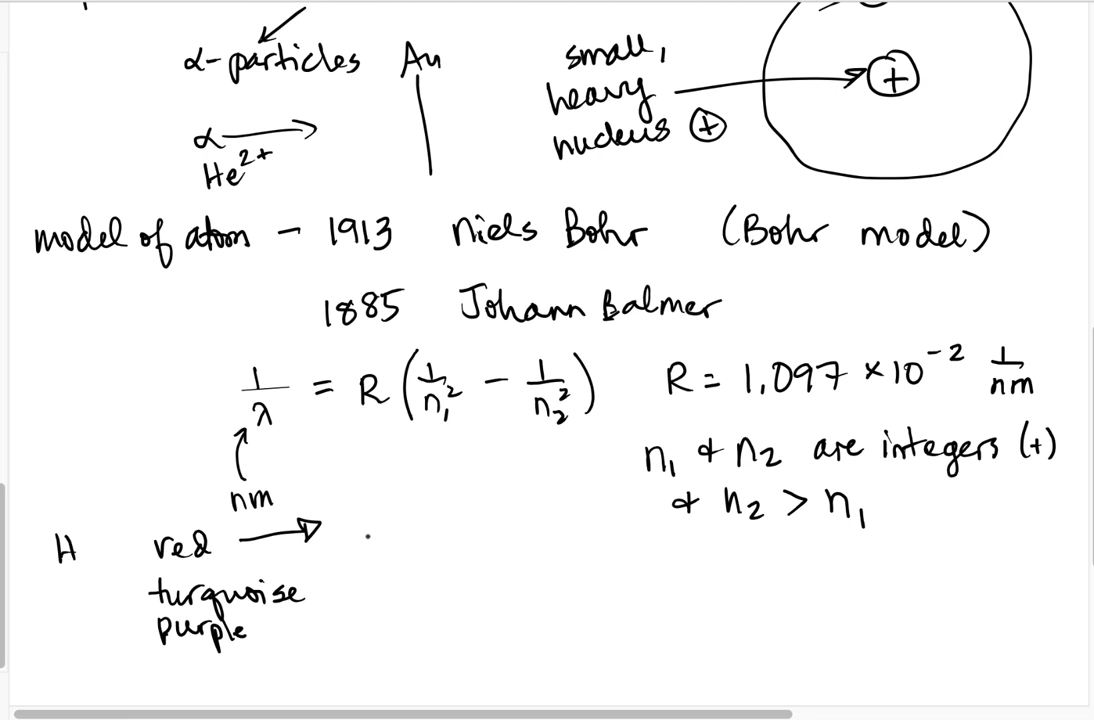 α-particles Au
small,
heavy
nucleus ⊕
+
α
He²⁺
model of atom - 1913 Niels Bohr (Bohr model)
1885 Johann Balmer
1/λ = R(1/n₁² - 1/n₂²) R = 1.097 × 10⁻² 1/nm
nm
n₁ & n₂ are integers (+)
& n₂ > n₁
H red
turquoise
purple